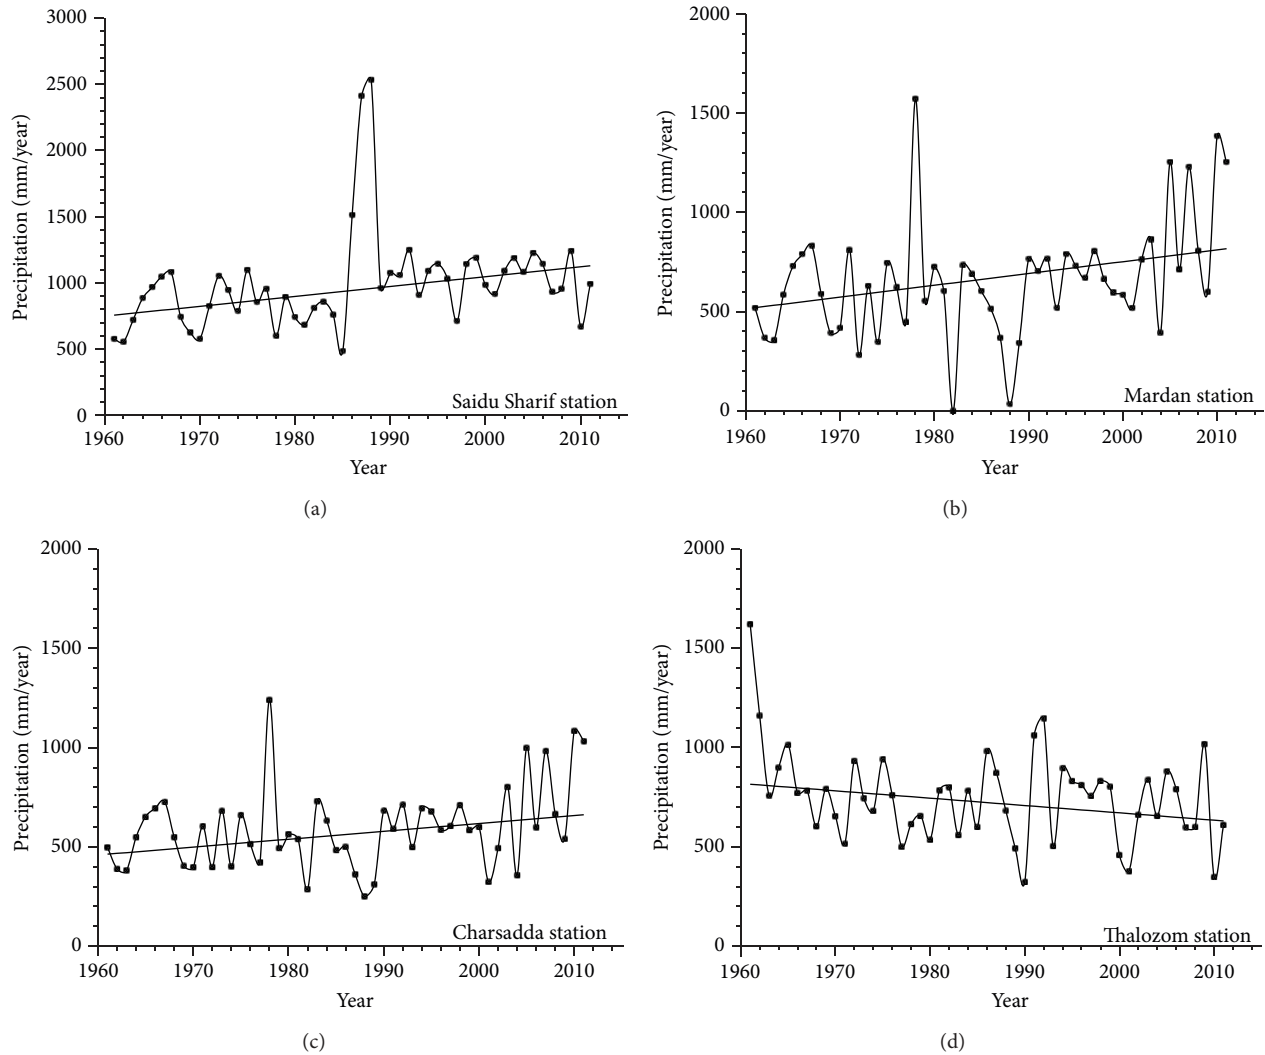 3000
2500
2000
1500
1000
500
0
Precipitation (mm/year)
1960 1970 1980 1990 2000 2010
Year
Saidu Sharif station
(a)
2000
1500
1000
500
0
Precipitation (mm/year)
1960 1970 1980 1990 2000 2010
Year
Mardan station
(b)
2000
1500
1000
500
0
Precipitation (mm/year)
1960 1970 1980 1990 2000 2010
Year
Charsadda station
(c)
2000
1500
1000
500
0
Precipitation (mm/year)
1960 1970 1980 1990 2000 2010
Year
Thalozom station
(d)